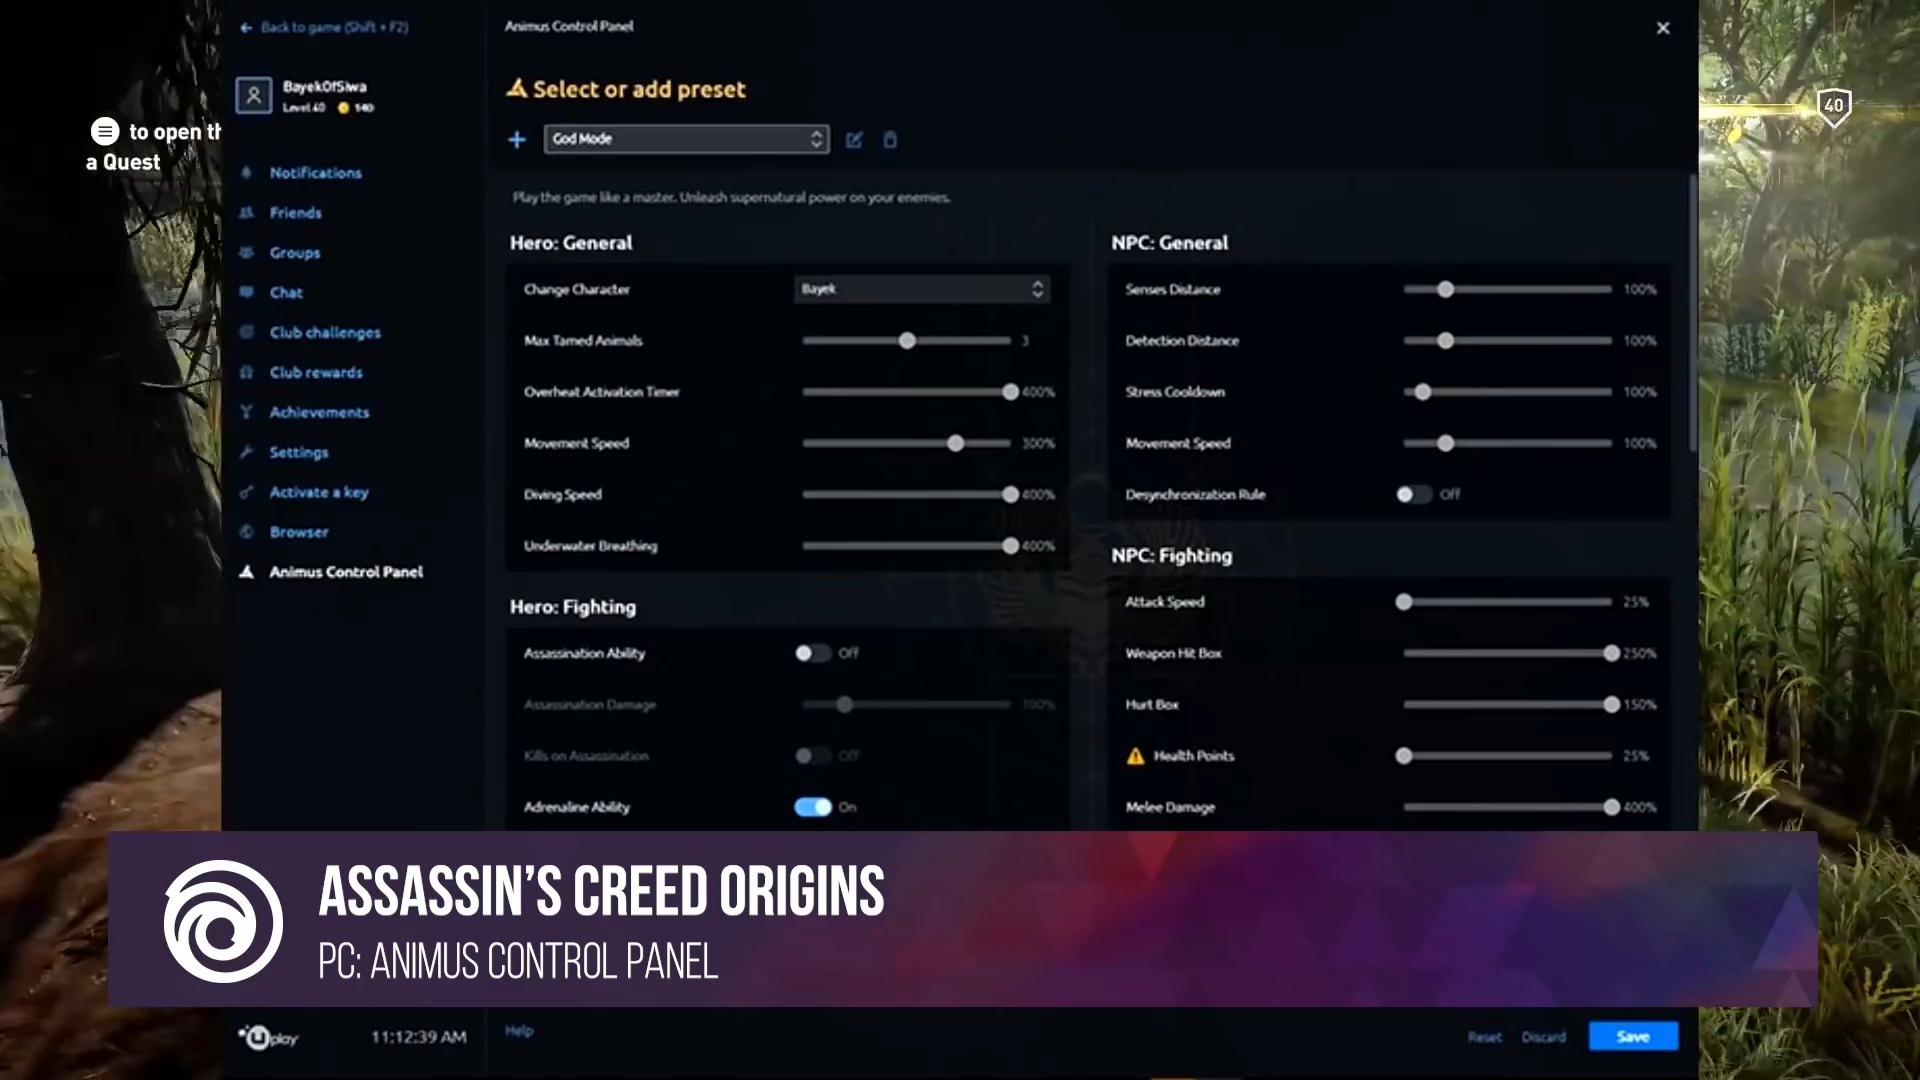 Back to game (Shift + F2)
Animus Control Panel
BayekOfSiwa
Level 40 140
Select or add preset
40
to open th
a Quest
God Mode
Notifications
Play the game like a master. Unleash supernatural power on your enemies.
Friends
Groups
Chat
Club challenges
Club rewards
Achievements
Settings
Activate a key
Browser
Animus Control Panel
Hero: General
Change Character Bayek
Max Tamed Animals 3
Overheat Activation Timer 400%
Movement Speed 300%
Diving Speed 400%
Underwater Breathing 400%
Hero: Fighting
Assassination Ability Off
Assassination Damage 100%
Kills on Assassination Off
Adrenaline Ability On
NPC: General
Senses Distance 100%
Detection Distance 100%
Stress Cooldown 100%
Movement Speed 100%
Desynchronization Rule Off
NPC: Fighting
Attack Speed 25%
Weapon Hit Box 250%
Hurt Box 150%
Health Points 25%
Melee Damage 400%
ASSASSIN'S CREED ORIGINS
PC: ANIMUS CONTROL PANEL
uplay
11:12:39 AM
Help
Reset Discard Save